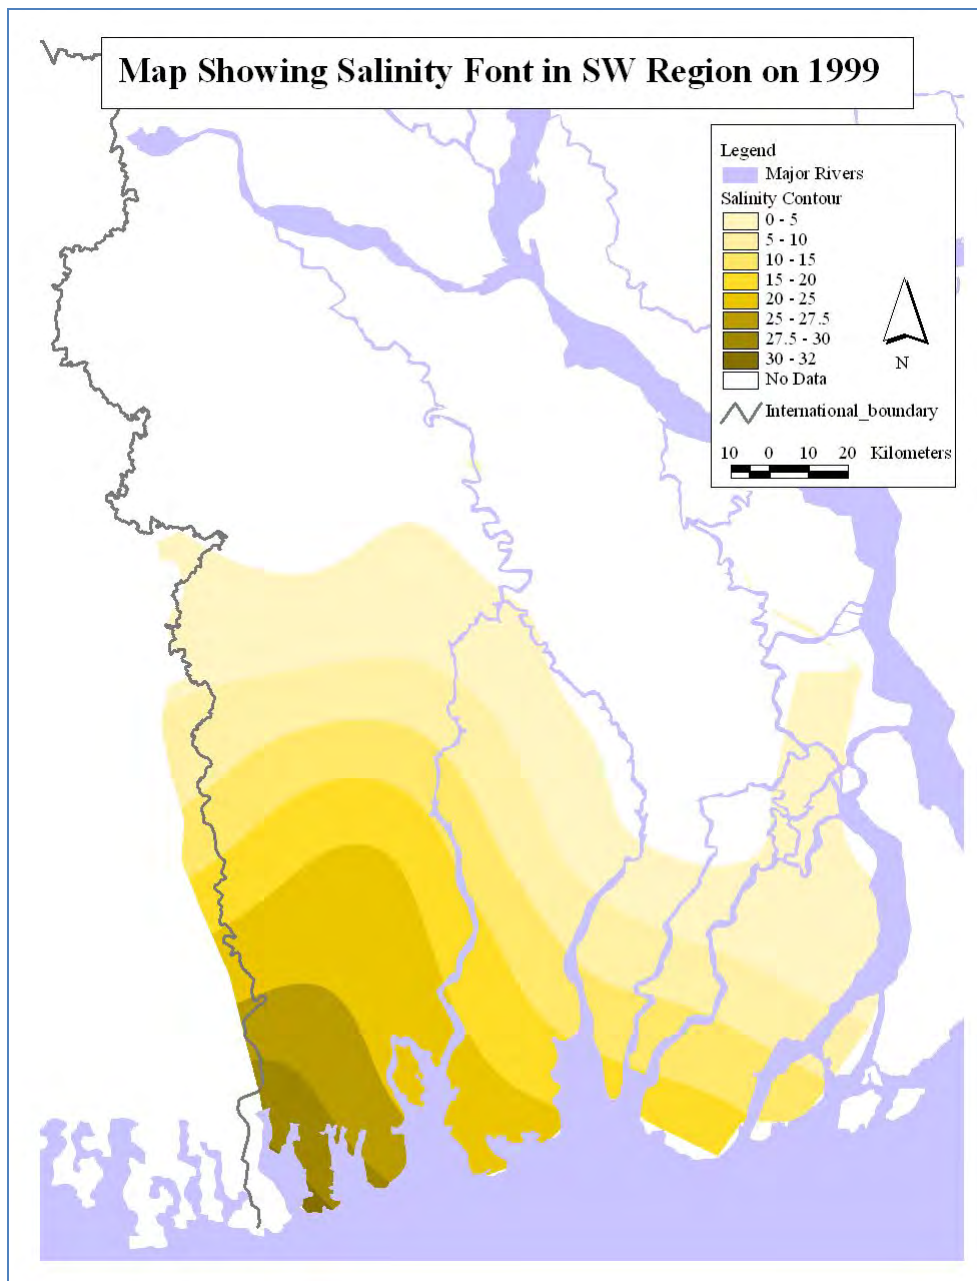 Map Showing Salinity Font in SW Region on 1999
Legend
Major Rivers
Salinity Contour
0 - 5
5 - 10
10 - 15
15 - 20
20 - 25
25 - 27.5
27.5 - 30
30 - 32
No Data
International_boundary
N
10 0 10 20 Kilometers